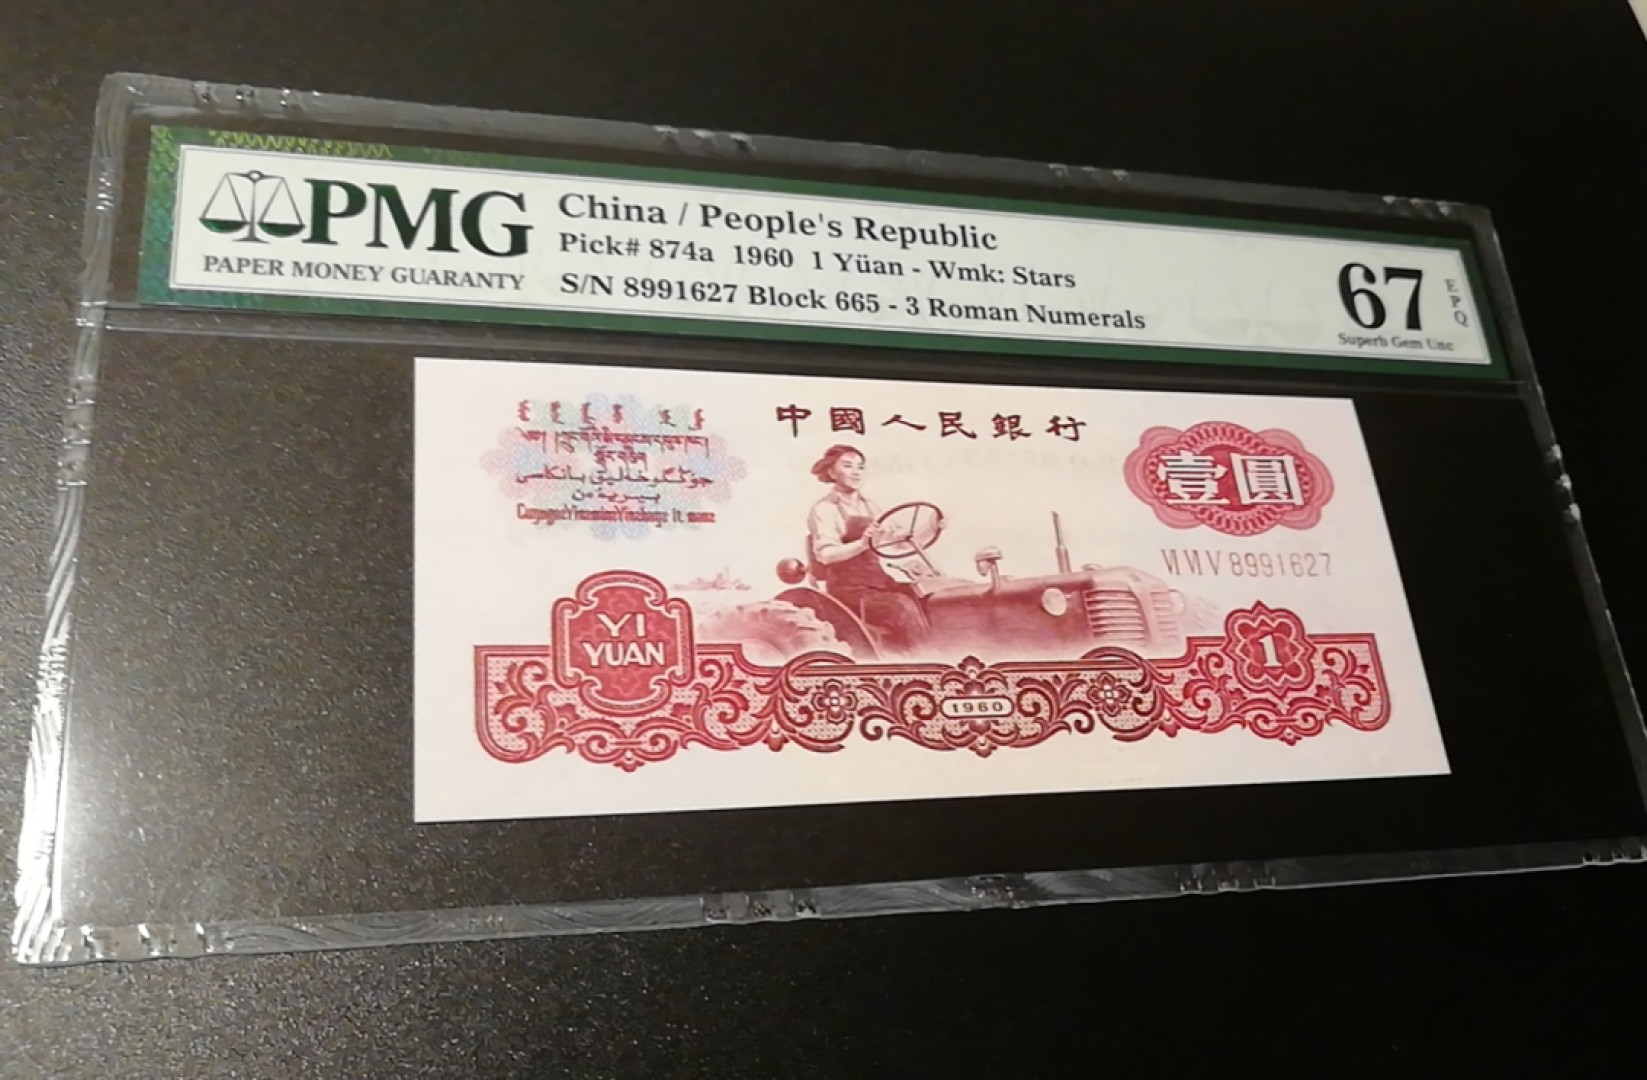 PMG
PAPER MONEY GUARANTY
China / People's Republic
Pick# 874a 1960 1 Yüan - Wmk: Stars
S/N 8991627 Block 665 - 3 Roman Numerals
67
EPQ
Superb Gem Unc
中國人民銀行
壹圓
8991627
YI
YUAN
1960
1